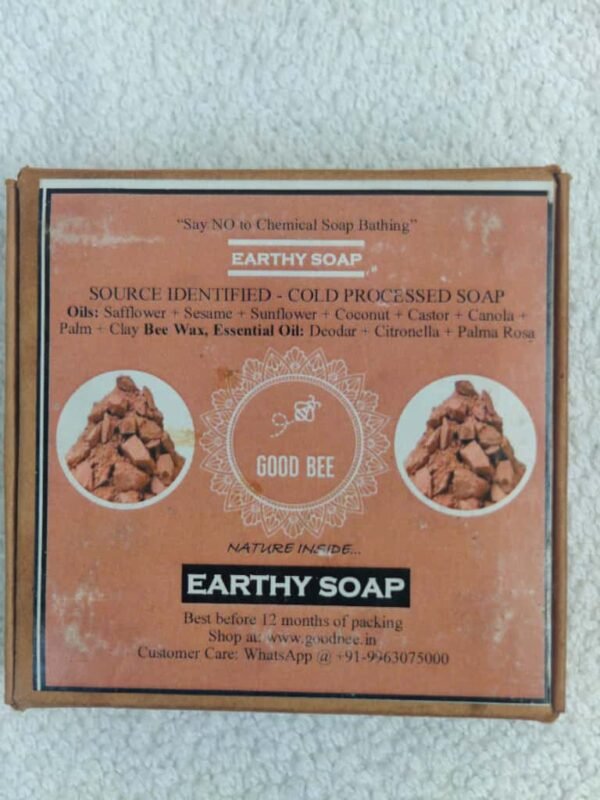 “Say NO to Chemical Soap Bathing”
EARTHY SOAP
SOURCE IDENTIFIED - COLD PROCESSED SOAP
Oils: Safflower + Sesame + Sunflower + Coconut + Castor + Canola +
Palm + Clay Bee Wax, Essential Oil: Deodar + Citronella + Palma Rosa
GOOD BEE
NATURE INSIDE...
EARTHY SOAP
Best before 12 months of packing
Shop at: www.goodbee.in
Customer Care: WhatsApp @ +91-9963075000